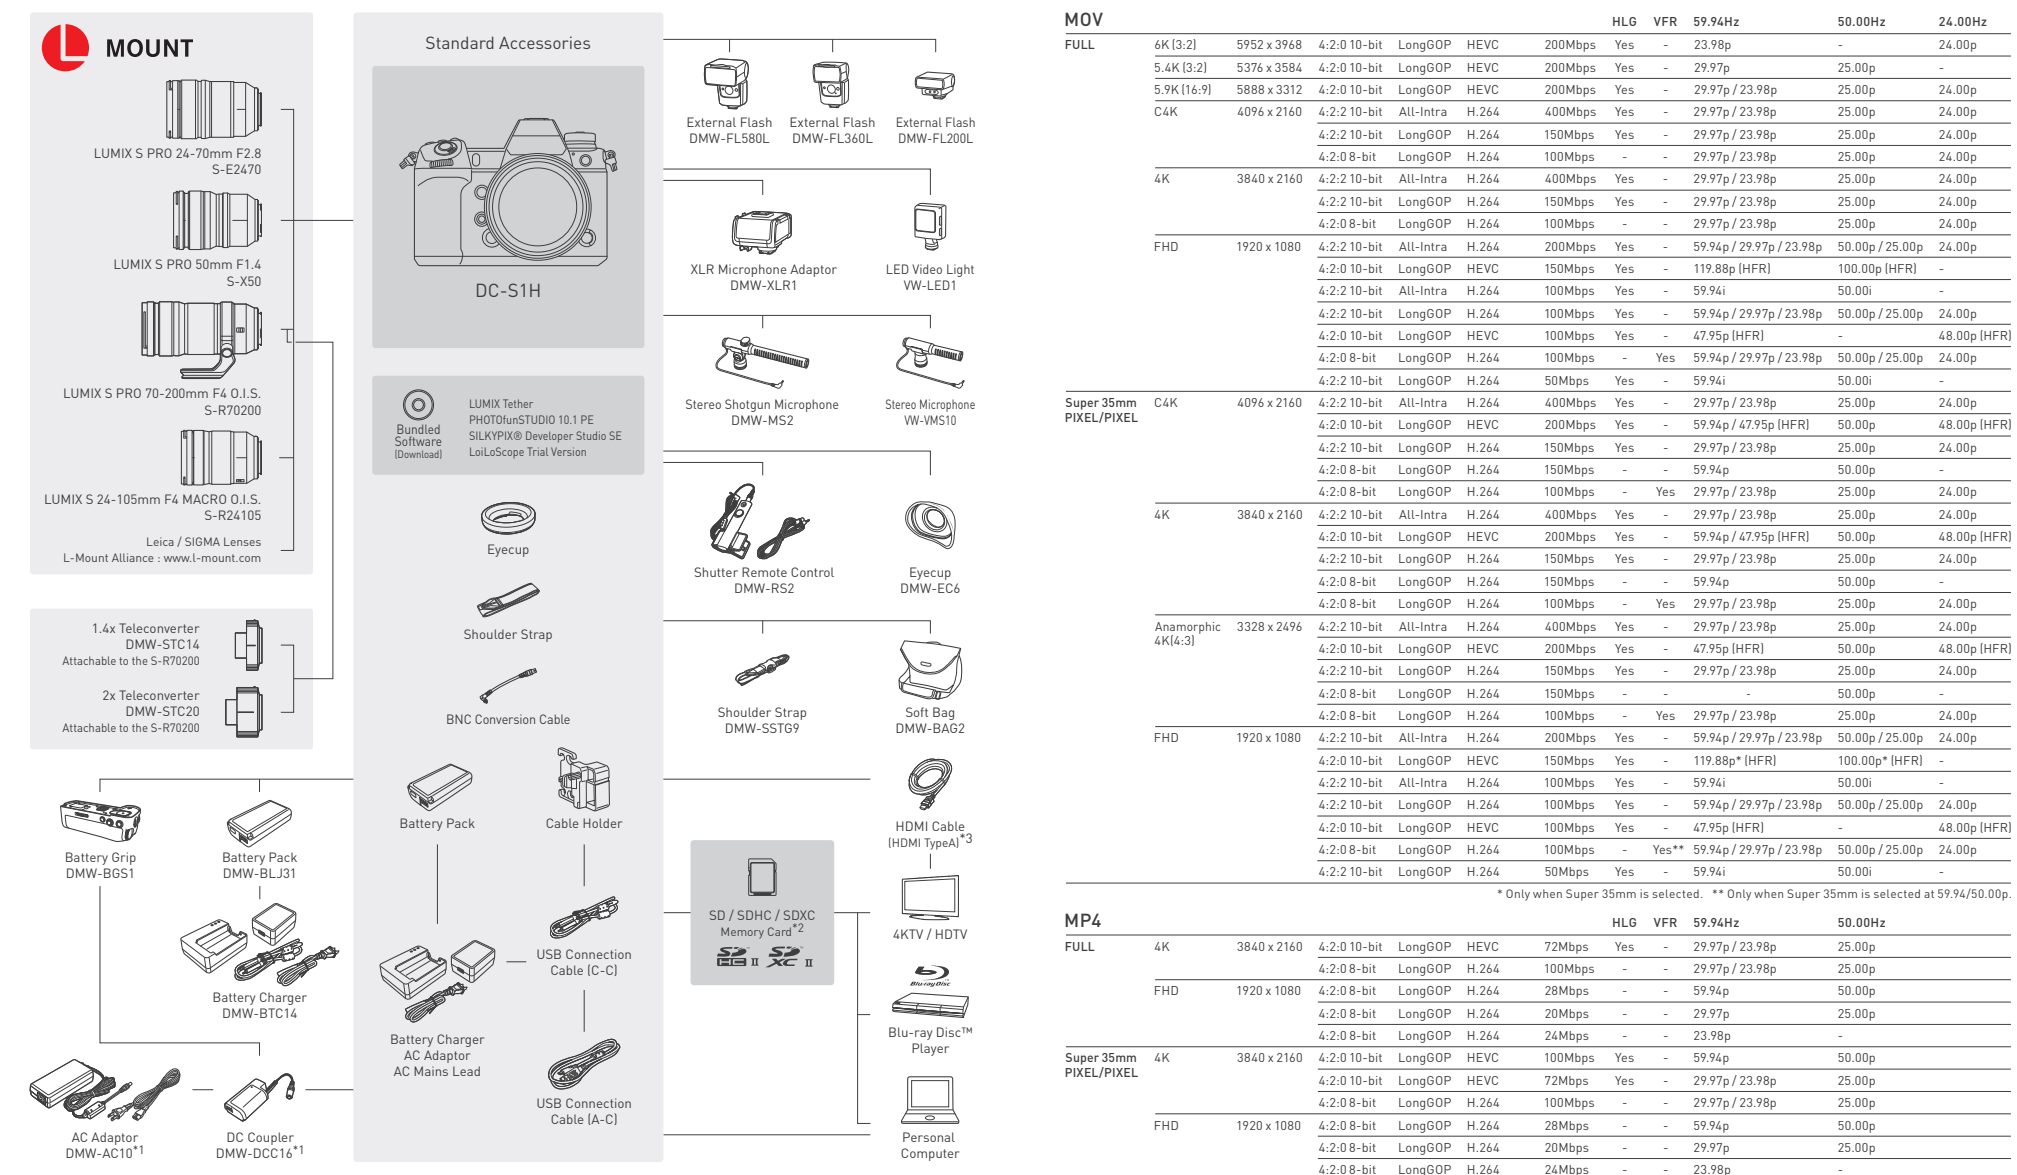 L MOUNT
LUMIX S PRO 24-70mm F2.8
S-E2470
LUMIX S PRO 50mm F1.4
S-X50
LUMIX S PRO 70-200mm F4 O.I.S.
S-R70200
LUMIX S 24-105mm F4 MACRO O.I.S.
S-R24105
Leica / SIGMA Lenses
L-Mount Alliance : www.l-mount.com
1.4x Teleconverter
DMW-STC14
Attachable to the S-R70200
2x Teleconverter
DMW-STC20
Attachable to the S-R70200
Battery Grip
DMW-BGS1
Battery Pack
DMW-BLJ31
Battery Charger
DMW-BTC14
AC Adaptor
DMW-AC10*1
DC Coupler
DMW-DCC16*1
Standard Accessories
DC-S1H
Bundled
Software
(Download)
LUMIX Tether
PHOTOfunSTUDIO 10.1 PE
SILKYPIX® Developer Studio SE
LoiLoScope Trial Version
Eyecup
Shoulder Strap
BNC Conversion Cable
Battery Pack
Cable Holder
Battery Charger
AC Adaptor
AC Mains Lead
USB Connection
Cable (C-C)
USB Connection
Cable (A-C)
External Flash
DMW-FL580L
External Flash
DMW-FL360L
External Flash
DMW-FL200L
XLR Microphone Adaptor
DMW-XLR1
LED Video Light
VW-LED1
Stereo Shotgun Microphone
DMW-MS2
Stereo Microphone
VW-VMS10
Shutter Remote Control
DMW-RS2
Eyecup
DMW-EC6
Shoulder Strap
DMW-SSTG9
Soft Bag
DMW-BAG2
HDMI Cable
(HDMI TypeA)*3
SD / SDHC / SDXC
Memory Card*2
SD HC II SD XC II
4KTV / HDTV
Blu-ray Disc
Blu-ray Disc™
Player
Personal
Computer
MOV HLG VFR 59.94Hz 50.00Hz 24.00Hz
FULL 6K (3:2) 5952 x 3968 4:2:0 10-bit LongGOP HEVC 200Mbps Yes - 23.98p - 24.00p
5.4K (3:2) 5376 x 3584 4:2:0 10-bit LongGOP HEVC 200Mbps Yes - 29.97p 25.00p -
5.9K (16:9) 5888 x 3312 4:2:0 10-bit LongGOP HEVC 200Mbps Yes - 29.97p / 23.98p 25.00p 24.00p
C4K 4096 x 2160 4:2:2 10-bit All-Intra H.264 400Mbps Yes - 29.97p / 23.98p 25.00p 24.00p
4:2:2 10-bit LongGOP H.264 150Mbps Yes - 29.97p / 23.98p 25.00p 24.00p
4:2:0 8-bit LongGOP H.264 100Mbps - - 29.97p / 23.98p 25.00p 24.00p
4K 3840 x 2160 4:2:2 10-bit All-Intra H.264 400Mbps Yes - 29.97p / 23.98p 25.00p 24.00p
4:2:2 10-bit LongGOP H.264 150Mbps Yes - 29.97p / 23.98p 25.00p 24.00p
4:2:0 8-bit LongGOP H.264 100Mbps - - 29.97p / 23.98p 25.00p 24.00p
FHD 1920 x 1080 4:2:2 10-bit All-Intra H.264 200Mbps Yes - 59.94p / 29.97p / 23.98p 50.00p / 25.00p 24.00p
4:2:0 10-bit LongGOP HEVC 150Mbps Yes - 119.88p (HFR) 100.00p (HFR) -
4:2:2 10-bit All-Intra H.264 100Mbps Yes - 59.94i 50.00i -
4:2:2 10-bit LongGOP H.264 100Mbps Yes - 59.94p / 29.97p / 23.98p 50.00p / 25.00p 24.00p
4:2:0 10-bit LongGOP HEVC 100Mbps Yes - 47.95p (HFR) - 48.00p (HFR)
4:2:0 8-bit LongGOP H.264 100Mbps - Yes 59.94p / 29.97p / 23.98p 50.00p / 25.00p 24.00p
4:2:2 10-bit LongGOP H.264 50Mbps Yes - 59.94i 50.00i -
Super 35mm C4K 4096 x 2160 4:2:2 10-bit All-Intra H.264 400Mbps Yes - 29.97p / 23.98p 25.00p 24.00p
PIXEL/PIXEL 4:2:0 10-bit LongGOP HEVC 200Mbps Yes - 59.94p / 47.95p (HFR) 50.00p 48.00p (HFR)
4:2:2 10-bit LongGOP H.264 150Mbps Yes - 29.97p / 23.98p 25.00p 24.00p
4:2:0 8-bit LongGOP H.264 150Mbps - - 59.94p 50.00p -
4:2:0 8-bit LongGOP H.264 100Mbps - Yes 29.97p / 23.98p 25.00p 24.00p
4K 3840 x 2160 4:2:2 10-bit All-Intra H.264 400Mbps Yes - 29.97p / 23.98p 25.00p 24.00p
4:2:0 10-bit LongGOP HEVC 200Mbps Yes - 59.94p / 47.95p (HFR) 50.00p 48.00p (HFR)
4:2:2 10-bit LongGOP H.264 150Mbps Yes - 29.97p / 23.98p 25.00p 24.00p
4:2:0 8-bit LongGOP H.264 150Mbps - - 59.94p 50.00p -
4:2:0 8-bit LongGOP H.264 100Mbps - Yes 29.97p / 23.98p 25.00p 24.00p
Anamorphic 3328 x 2496 4:2:2 10-bit All-Intra H.264 400Mbps Yes - 29.97p / 23.98p 25.00p 24.00p
4K(4:3) 4:2:0 10-bit LongGOP HEVC 200Mbps Yes - 47.95p (HFR) 50.00p 48.00p (HFR)
4:2:2 10-bit LongGOP H.264 150Mbps Yes - 29.97p / 23.98p 25.00p 24.00p
4:2:0 8-bit LongGOP H.264 150Mbps - - - 50.00p -
4:2:0 8-bit LongGOP H.264 100Mbps - Yes 29.97p / 23.98p 25.00p 24.00p
FHD 1920 x 1080 4:2:2 10-bit All-Intra H.264 200Mbps Yes - 59.94p / 29.97p / 23.98p 50.00p / 25.00p 24.00p
4:2:0 10-bit LongGOP HEVC 150Mbps Yes - 119.88p* (HFR) 100.00p* (HFR) -
4:2:2 10-bit All-Intra H.264 100Mbps Yes - 59.94i 50.00i -
4:2:2 10-bit LongGOP H.264 100Mbps Yes - 59.94p / 29.97p / 23.98p 50.00p / 25.00p 24.00p
4:2:0 10-bit LongGOP HEVC 100Mbps Yes - 47.95p (HFR) - 48.00p (HFR)
4:2:0 8-bit LongGOP H.264 100Mbps - Yes** 59.94p / 29.97p / 23.98p 50.00p / 25.00p 24.00p
4:2:2 10-bit LongGOP H.264 50Mbps Yes - 59.94i 50.00i -
* Only when Super 35mm is selected. ** Only when Super 35mm is selected at 59.94/50.00p.
MP4 HLG VFR 59.94Hz 50.00Hz
FULL 4K 3840 x 2160 4:2:0 10-bit LongGOP HEVC 72Mbps Yes - 29.97p / 23.98p 25.00p
4:2:0 8-bit LongGOP H.264 100Mbps - - 29.97p / 23.98p 25.00p
FHD 1920 x 1080 4:2:0 8-bit LongGOP H.264 28Mbps - - 59.94p 50.00p
4:2:0 8-bit LongGOP H.264 20Mbps - - 29.97p 25.00p
4:2:0 8-bit LongGOP H.264 24Mbps - - 23.98p -
Super 35mm 4K 3840 x 2160 4:2:0 10-bit LongGOP HEVC 100Mbps Yes - 59.94p 50.00p
PIXEL/PIXEL 4:2:0 10-bit LongGOP HEVC 72Mbps Yes - 29.97p / 23.98p 25.00p
4:2:0 8-bit LongGOP H.264 100Mbps - - 29.97p / 23.98p 25.00p
FHD 1920 x 1080 4:2:0 8-bit LongGOP H.264 28Mbps - - 59.94p 50.00p
4:2:0 8-bit LongGOP H.264 20Mbps - - 29.97p 25.00p
4:2:0 8-bit LongGOP H.264 24Mbps - - 23.98p -